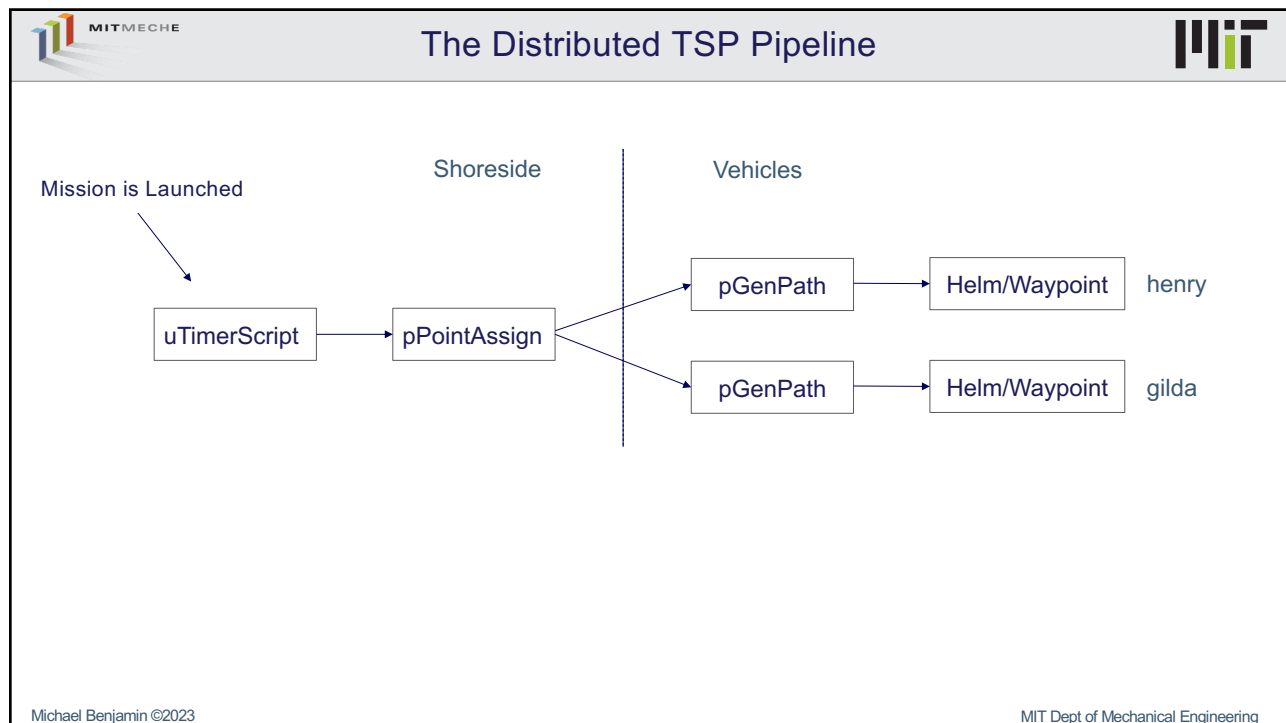 MITMECHE
The Distributed TSP Pipeline
MIT
Shoreside
Vehicles
Mission is Launched
uTimerScript
pPointAssign
pGenPath
Helm/Waypoint
henry
pGenPath
Helm/Waypoint
gilda
Michael Benjamin ©2023
MIT Dept of Mechanical Engineering